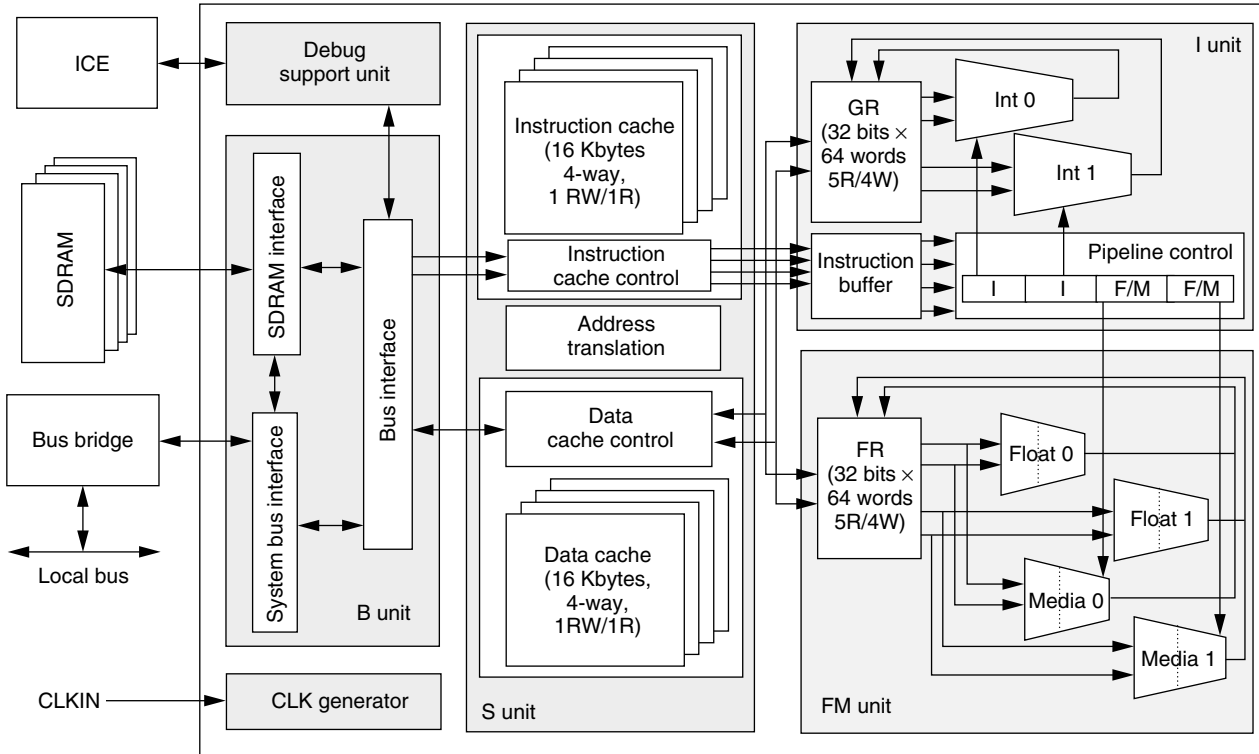 ICE
SDRAM
Bus bridge
Local bus
CLKIN
Debug
support unit
SDRAM interface
System bus interface
Bus interface
B unit
CLK generator
Instruction cache
(16 Kbytes
4-way,
1 RW/1R)
Instruction
cache control
Address
translation
Data
cache control
Data cache
(16 Kbytes,
4-way,
1RW/1R)
S unit
I unit
GR
(32 bits ×
64 words
5R/4W)
Int 0
Int 1
Instruction
buffer
Pipeline control
I I F/M F/M
FR
(32 bits ×
64 words
5R/4W)
Float 0
Float 1
Media 0
Media 1
FM unit